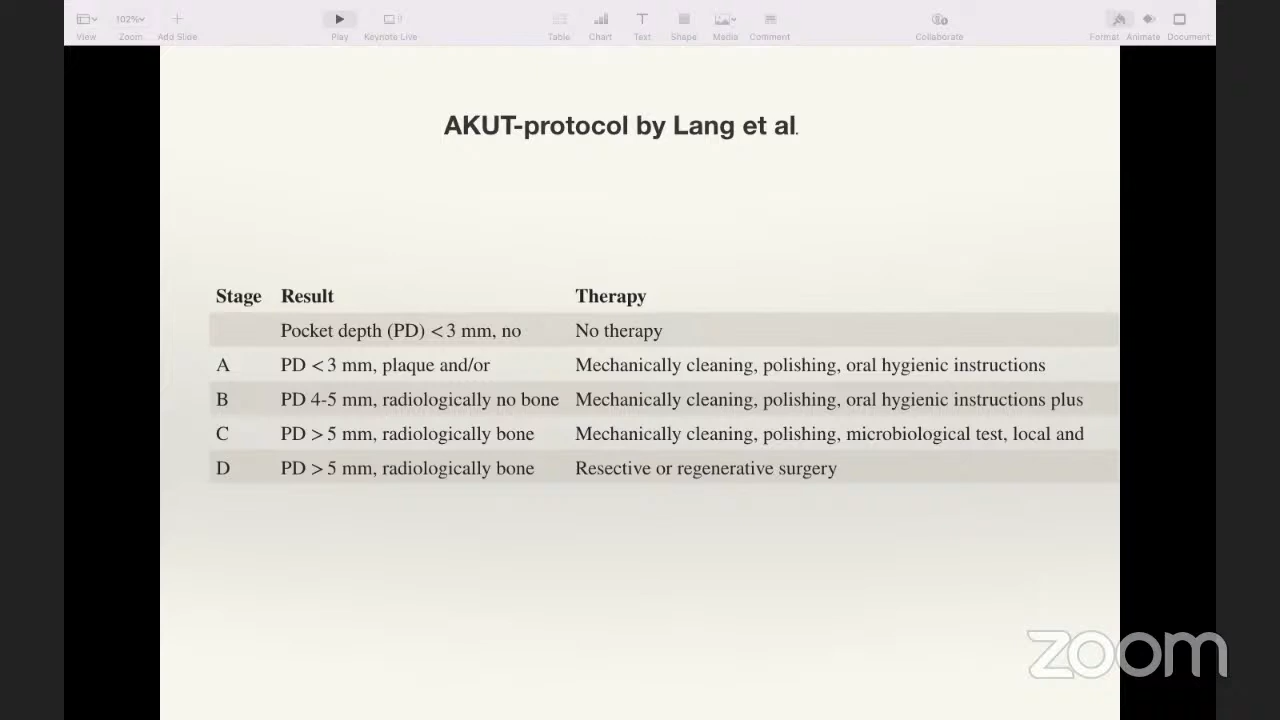 102%
View Zoom Add Slide Play Keynote Live Table Chart Text Shape Media Comment Collaborate Format Animate Document
AKUT-protocol by Lang et al.
Stage Result Therapy
Pocket depth (PD) < 3 mm, no No therapy
A PD < 3 mm, plaque and/or Mechanically cleaning, polishing, oral hygienic instructions
B PD 4-5 mm, radiologically no bone Mechanically cleaning, polishing, oral hygienic instructions plus
C PD > 5 mm, radiologically bone Mechanically cleaning, polishing, microbiological test, local and
D PD > 5 mm, radiologically bone Resective or regenerative surgery
zoom